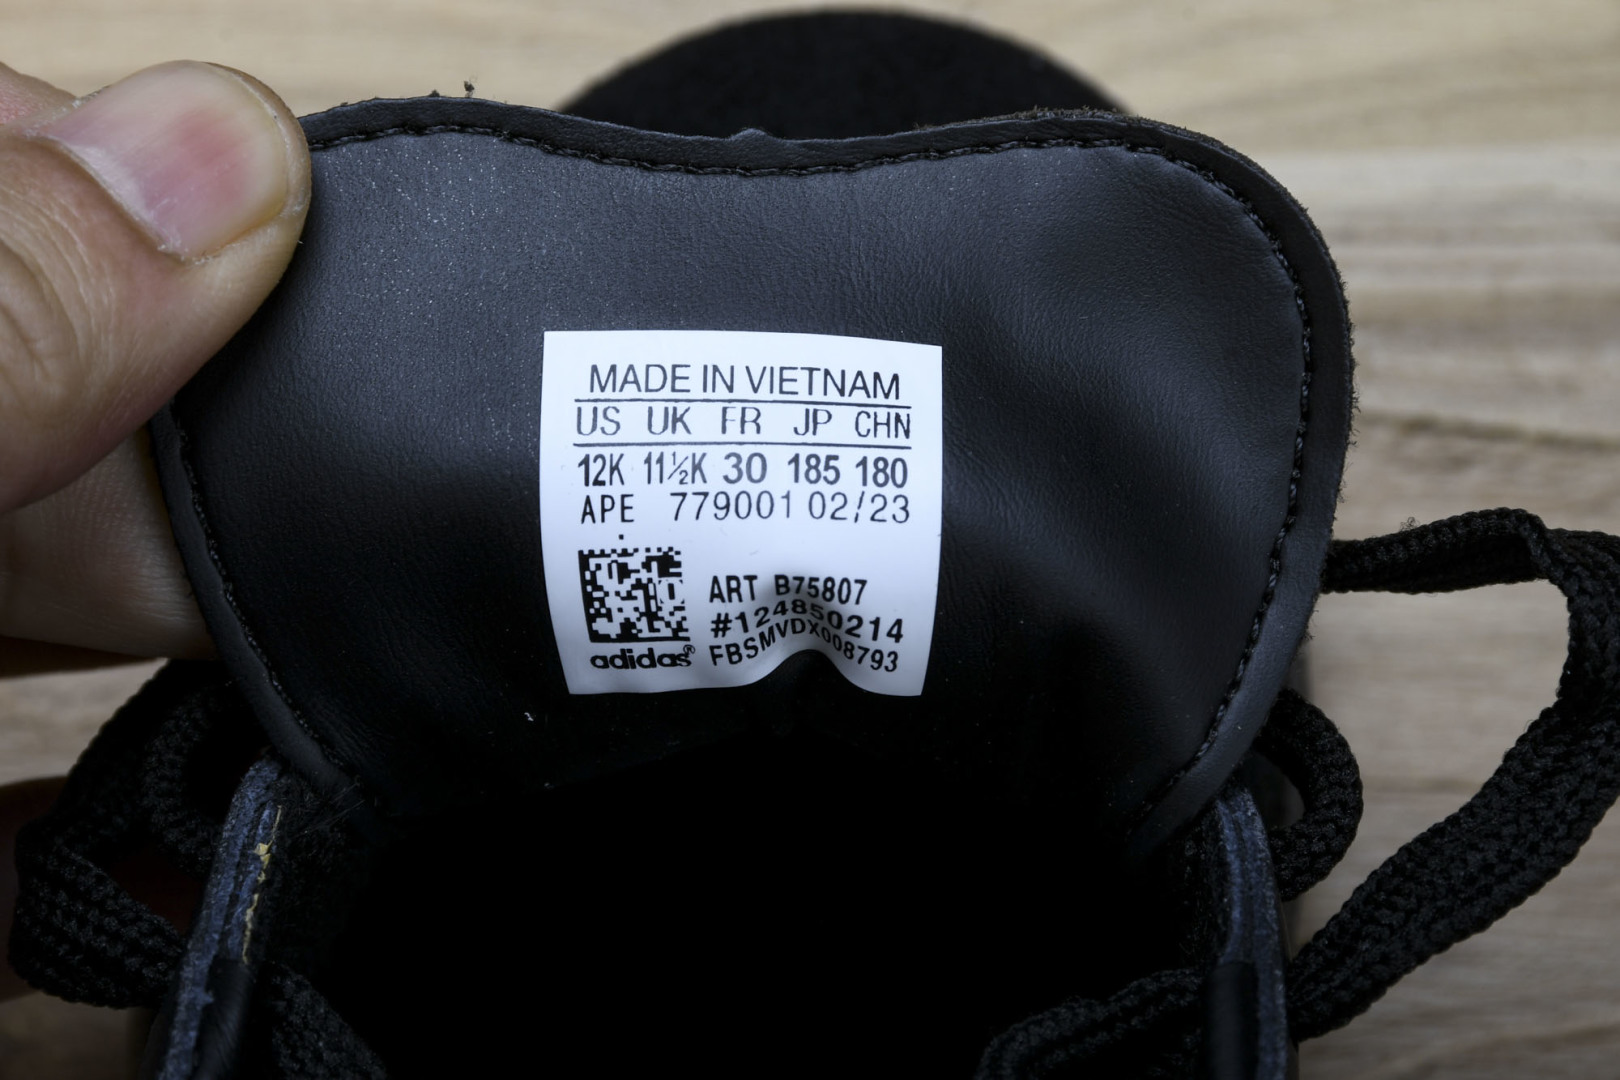 MADE IN VIETNAM
US UK FR JP CHN
12K 11½K 30 185 180
APE 779001 02/23
ART B75807
#124850214
FBSMVDX008793
adidas®